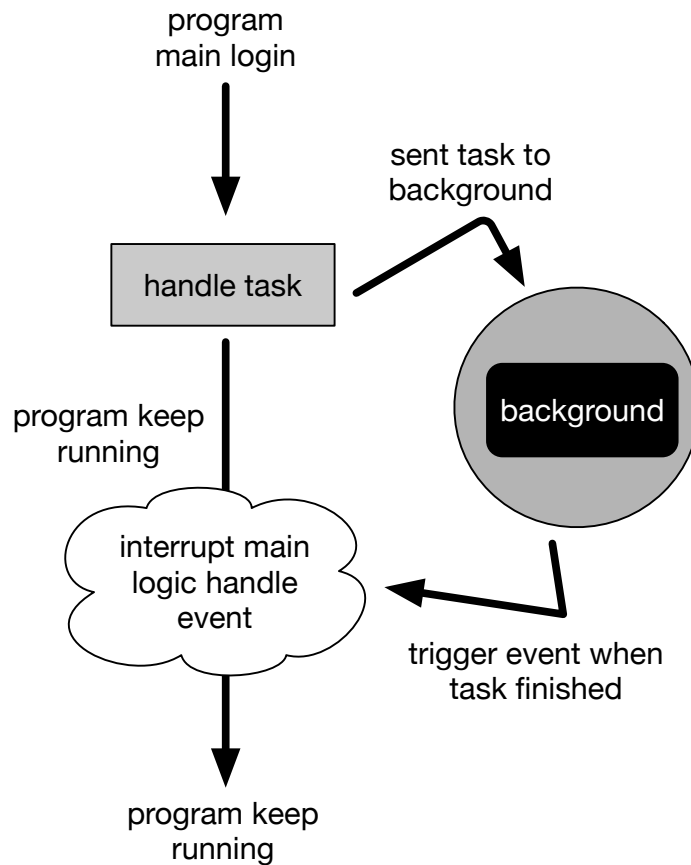 program
main login
sent task to
background
handle task
background
program keep
running
interrupt main
logic handle
event
trigger event when
task finished
program keep
running